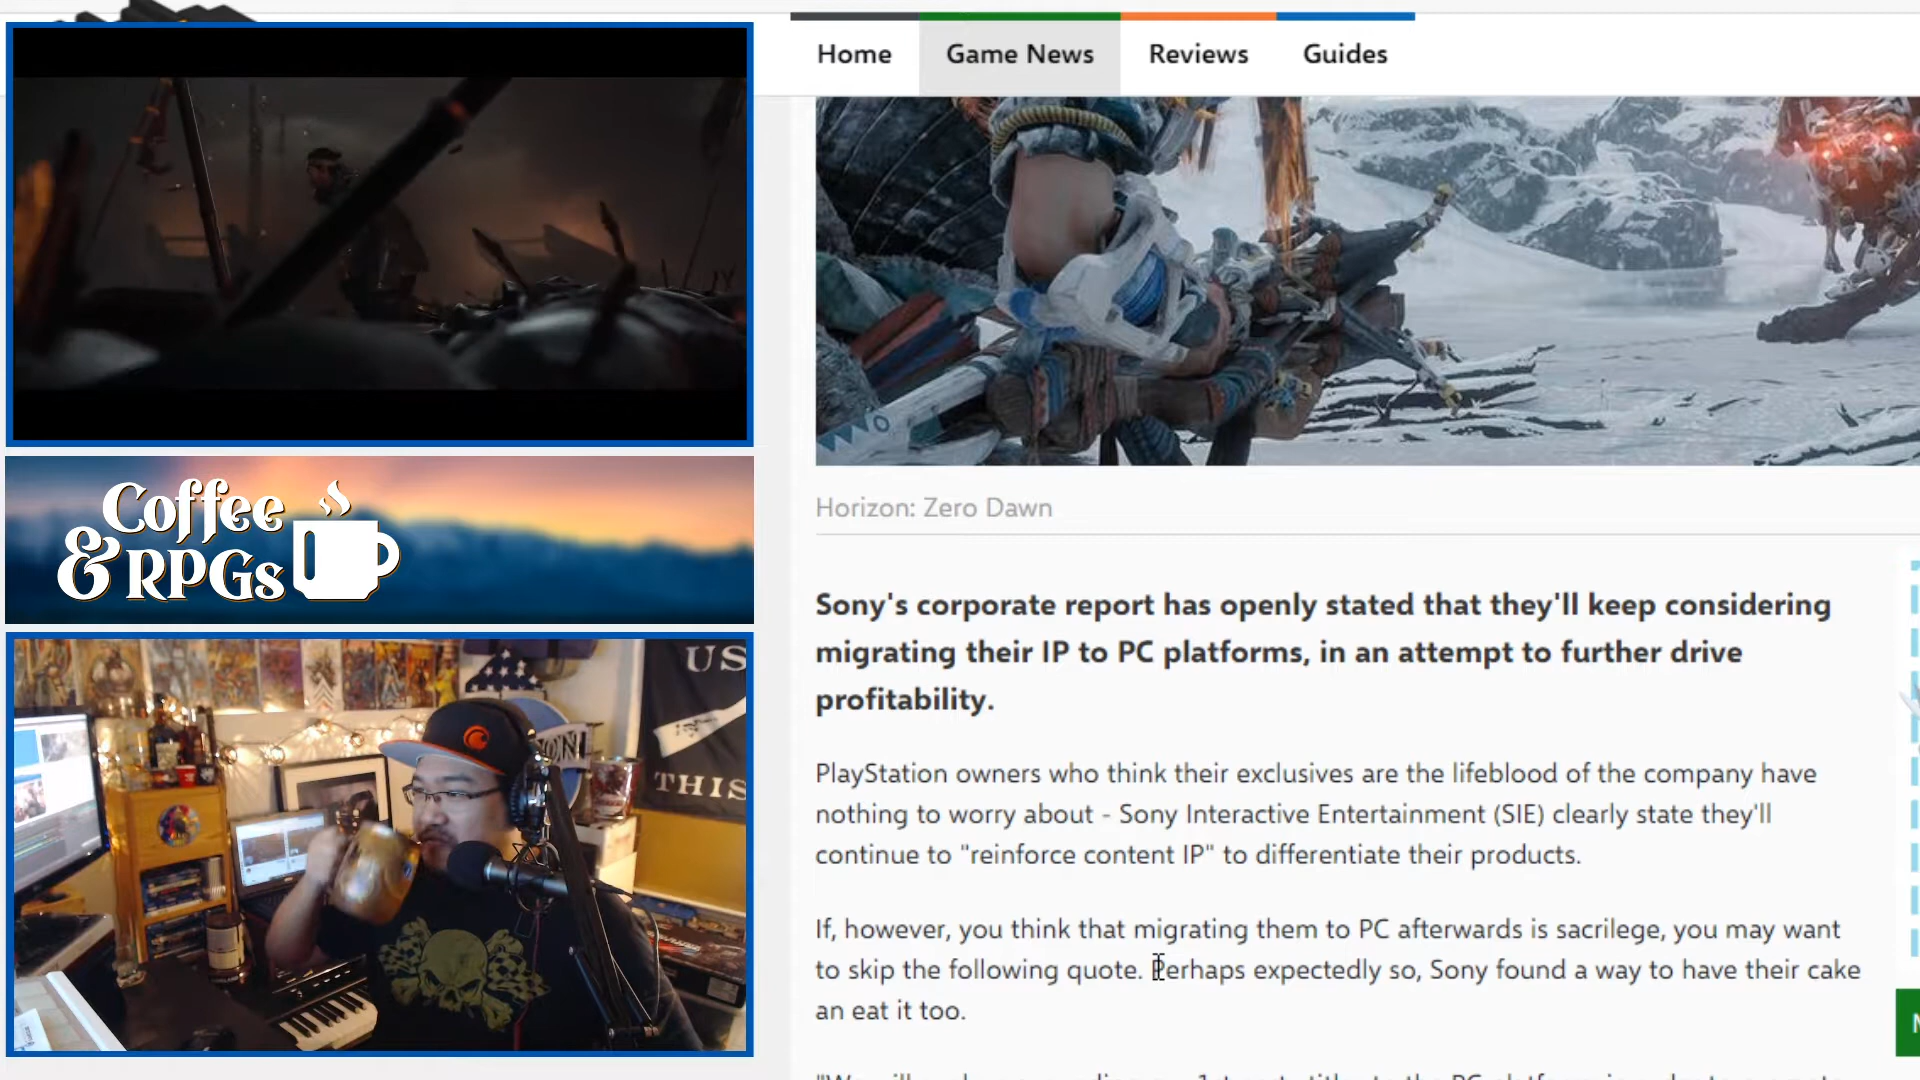 Home Game News Reviews Guides
Coffee
& RPGs
US
THIS
Horizon: Zero Dawn
Sony's corporate report has openly stated that they'll keep considering
migrating their IP to PC platforms, in an attempt to further drive
profitability.
PlayStation owners who think their exclusives are the lifeblood of the company have
nothing to worry about - Sony Interactive Entertainment (SIE) clearly state they'll
continue to "reinforce content IP" to differentiate their products.
If, however, you think that migrating them to PC afterwards is sacrilege, you may want
to skip the following quote. Perhaps expectedly so, Sony found a way to have their cake
an eat it too.